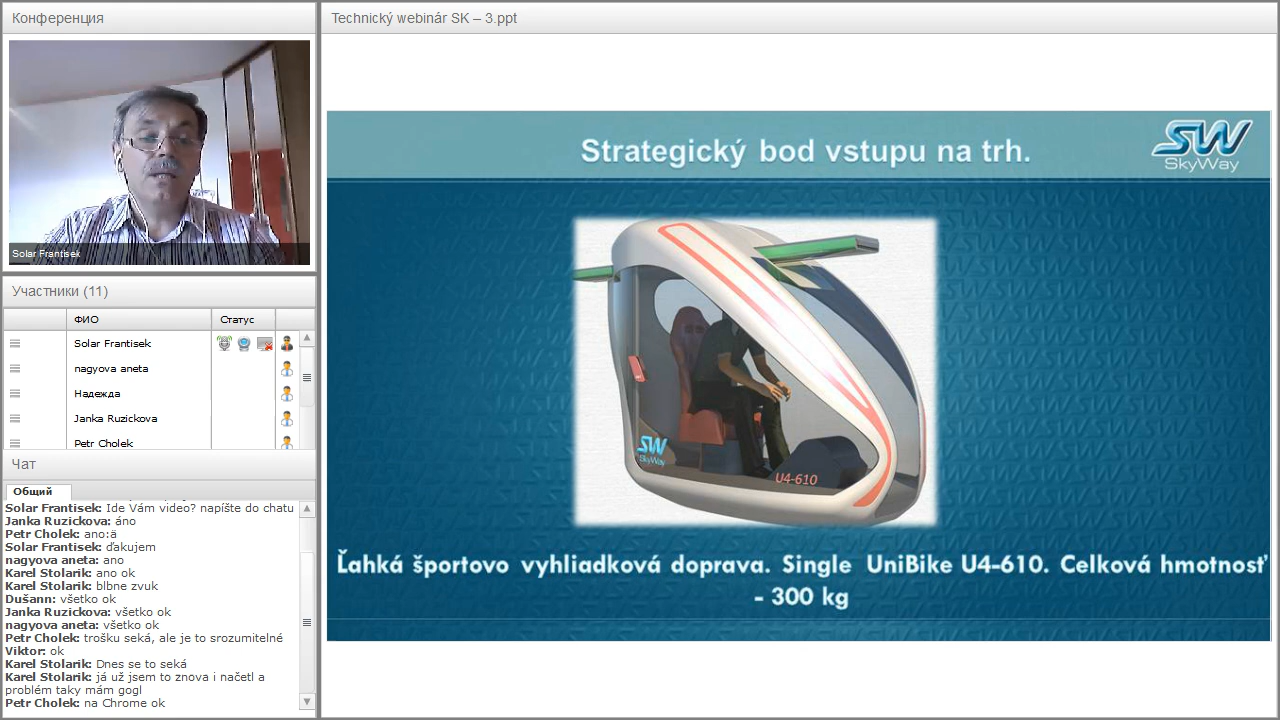 Конференция
Solar Frantisek
Участники (11)
ФИО
Статус
Solar Frantisek
nagyova aneta
Надежда
Janka Ruzickova
Petr Cholek
Чат
Общий
Solar Frantisek: Ide Vám video? napíšte do chatu
Janka Ruzickova: áno
Petr Cholek: ano:ä
Solar Frantisek: ďakujem
nagyova aneta: ano
Karel Stolarik: ano ok
Karel Stolarik: blbne zvuk
Dušann: všetko ok
Janka Ruzickova: všetko ok
nagyova aneta: všetko ok
Petr Cholek: trošku seká, ale je to srozumitelné
Viktor: ok
Karel Stolarik: Dnes se to seká
Karel Stolarik: já už jsem to znova i načetl a
problém taky mám gogl
Petr Cholek: na Chrome ok
Technický webinár SK – 3.ppt
Strategický bod vstupu na trh.
SW
SkyWay
SW
SkyWay
U4-610
Ľahká športovo vyhliadková doprava. Single UniBike U4-610. Celková hmotnosť
- 300 kg